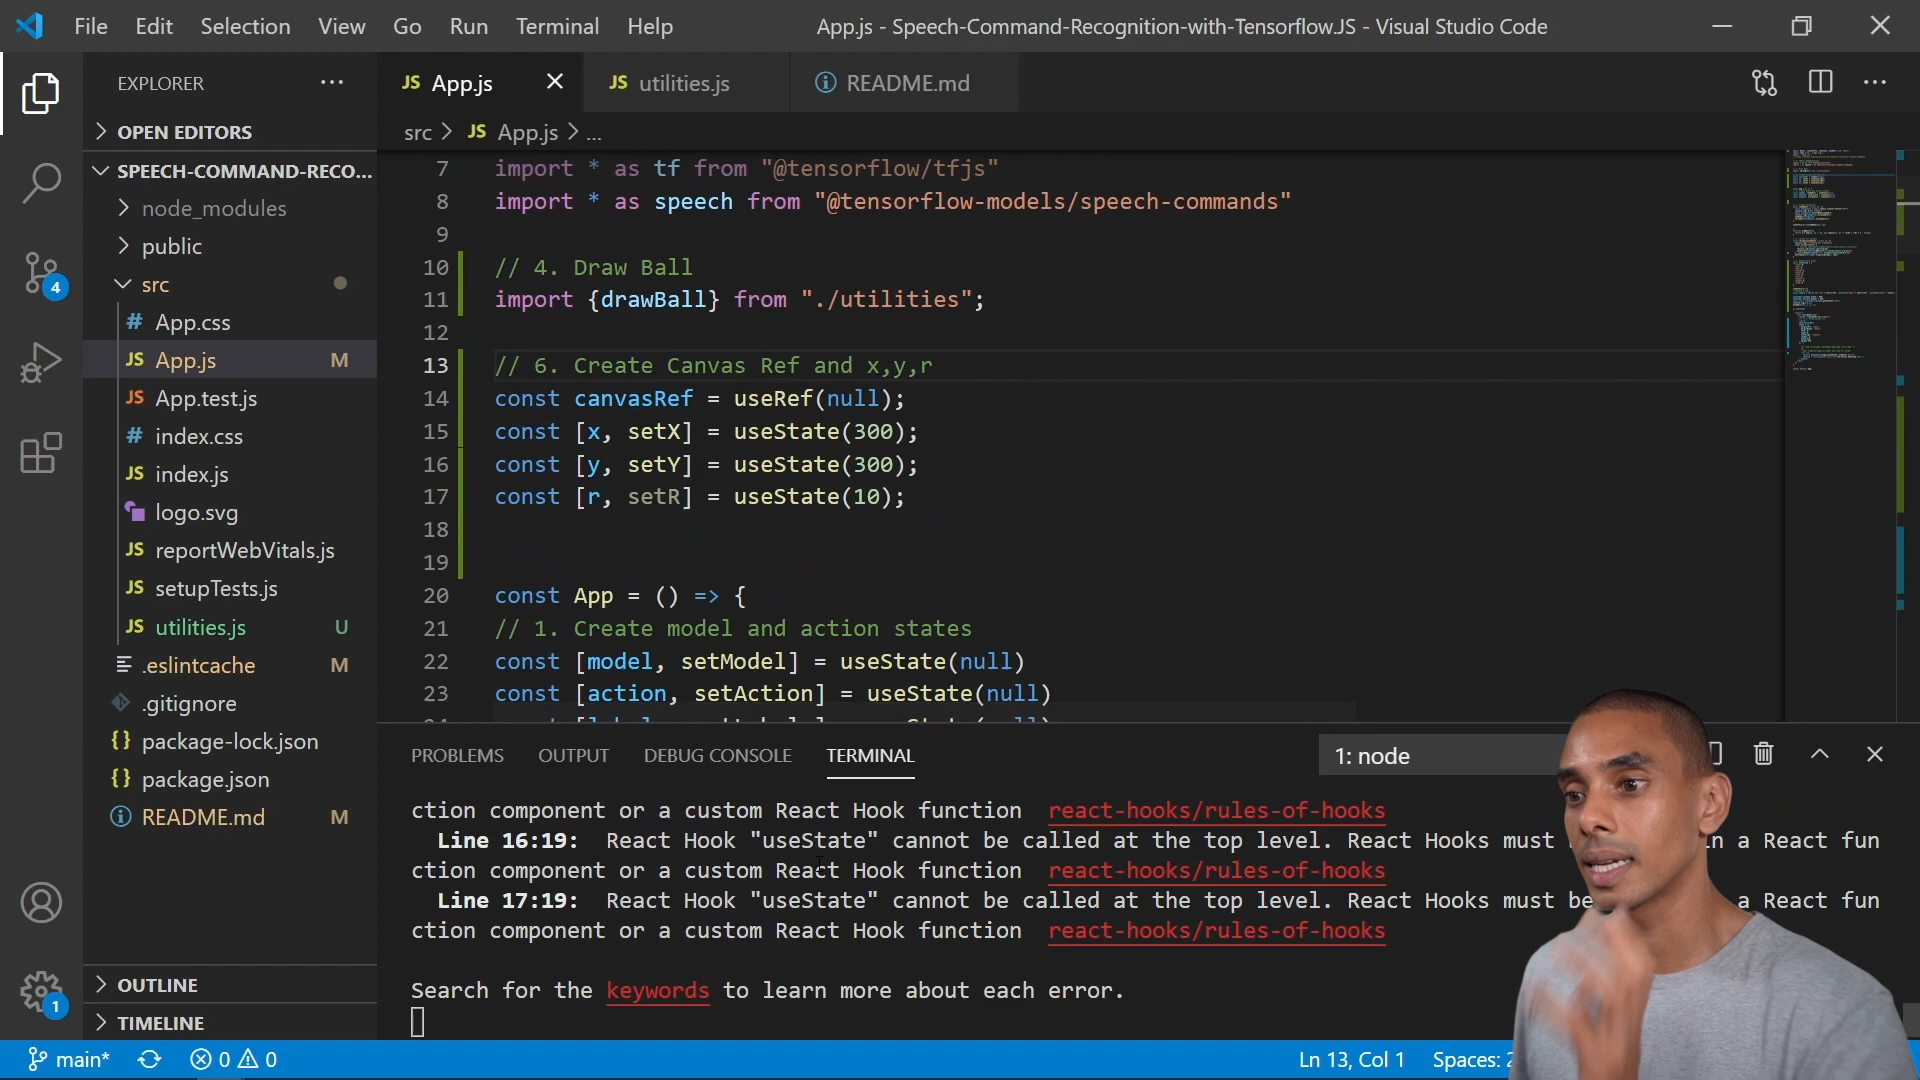 File Edit Selection View Go Run Terminal Help
App.js - Speech-Command-Recognition-with-Tensorflow.JS - Visual Studio Code
EXPLORER
OPEN EDITORS
SPEECH-COMMAND-RECO...
node_modules
public
src
# App.css
JS App.js M
JS App.test.js
# index.css
JS index.js
logo.svg
JS reportWebVitals.js
JS setupTests.js
JS utilities.js U
.eslintcache M
.gitignore
{} package-lock.json
{} package.json
README.md M
OUTLINE
TIMELINE
4
1
JS App.js
JS utilities.js
README.md
src > JS App.js > ...
7 import * as tf from "@tensorflow/tfjs"
8 import * as speech from "@tensorflow-models/speech-commands"
9
10 // 4. Draw Ball
11 import {drawBall} from "./utilities";
12
13 // 6. Create Canvas Ref and x,y,r
14 const canvasRef = useRef(null);
15 const [x, setX] = useState(300);
16 const [y, setY] = useState(300);
17 const [r, setR] = useState(10);
18
19
20 const App = () => {
21 // 1. Create model and action states
22 const [model, setModel] = useState(null)
23 const [action, setAction] = useState(null)
PROBLEMS OUTPUT DEBUG CONSOLE TERMINAL
1: node
ction component or a custom React Hook function react-hooks/rules-of-hooks
Line 16:19: React Hook "useState" cannot be called at the top level. React Hooks must a React fun
ction component or a custom React Hook function react-hooks/rules-of-hooks
Line 17:19: React Hook "useState" cannot be called at the top level. React Hooks must be a React fun
ction component or a custom React Hook function react-hooks/rules-of-hooks
Search for the keywords to learn more about each error.
main* 0 0
Ln 13, Col 1 Spaces: